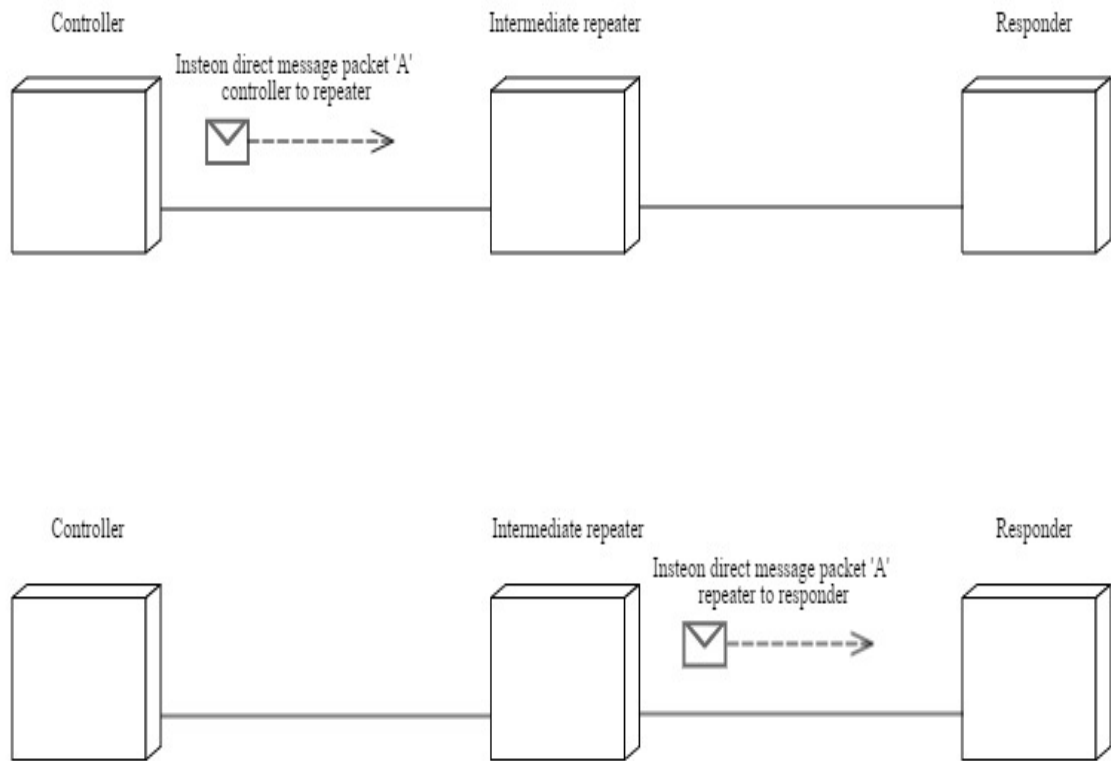 Controller
Intermediate repeater
Responder
Insteon direct message packet 'A'
controller to repeater
Controller
Intermediate repeater
Responder
Insteon direct message packet 'A'
repeater to responder